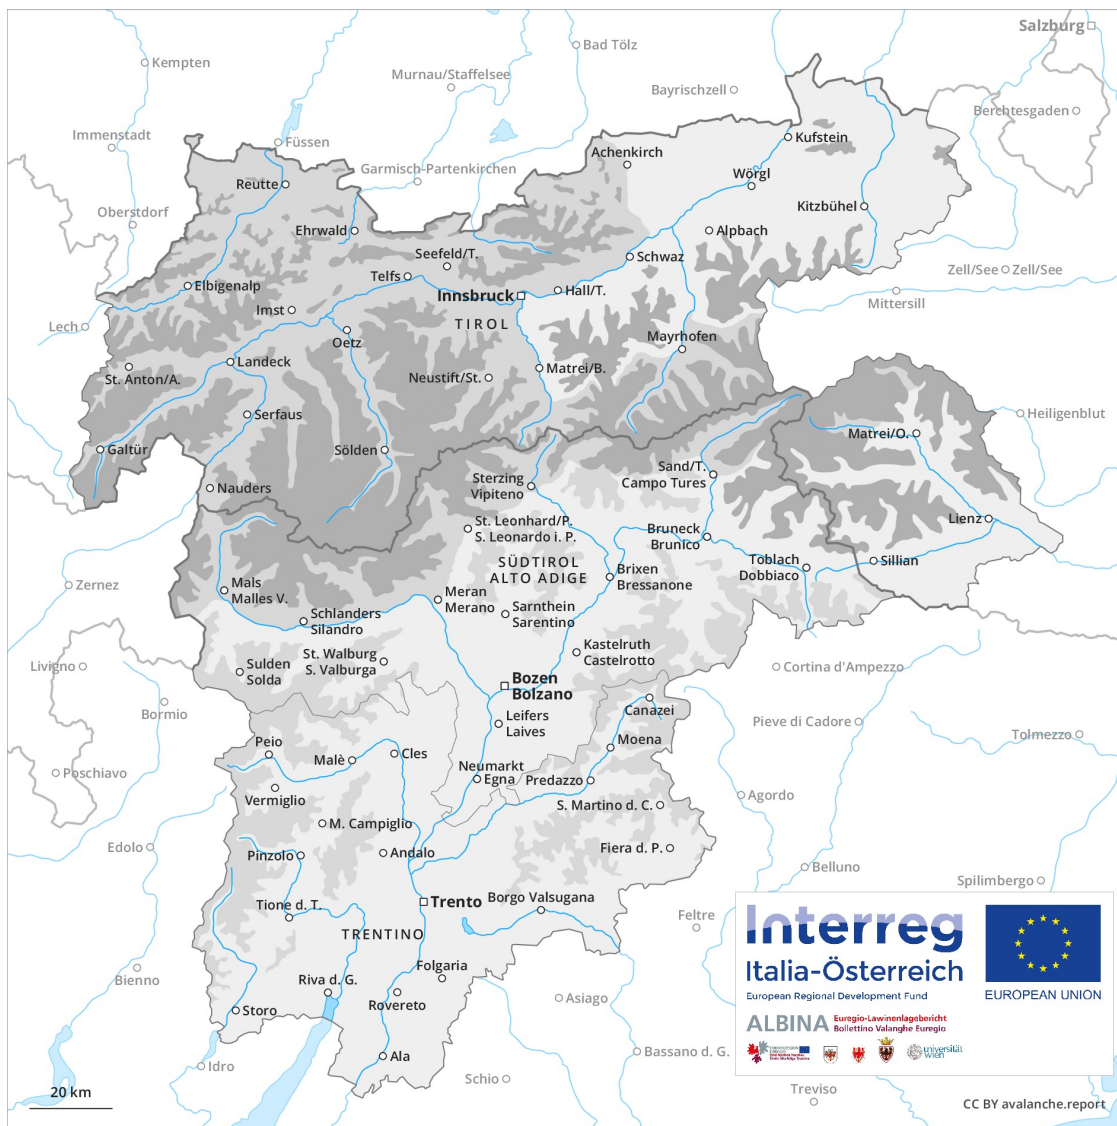 Salzburg
Bad Tölz
Kempten
Murnau/Staffelsee
Bayrischzell
Berchtesgaden
Immenstadt
Füssen
Kufstein
Achenkirch
Garmisch-Partenkirchen
Wörgl
Reutte
Kitzbühel
Oberstdorf
Ehrwald
Alpbach
Seefeld/T.
Schwaz
Telfs
Zell/See
Zell/See
Elbigenalp
Hall/T.
Innsbruck
Mittersill
Imst
Lech
TIROL
Oetz
Mayrhofen
Landeck
St. Anton/A.
Neustift/St.
Matrei/B.
Serfaus
Heiligenblut
Matrei/O.
Galtür
Sölden
Sterzing
Vipiteno
Sand/T.
Campo Tures
Nauders
St. Leonhard/P.
S. Leonardo i. P.
Lienz
Bruneck
Brunico
SÜDTIROL
ALTO ADIGE
Toblach
Dobbiaco
Sillian
Brixen
Bressanone
Zernez
Mals
Malles V.
Meran
Merano
Schlanders
Silandro
Sarnthein
Sarentino
Kastelruth
Castelrotto
St. Walburg
S. Valburga
Livigno
Sulden
Solda
Cortina d'Ampezzo
Bozen
Bolzano
Bormio
Canazei
Leifers
Laives
Pieve di Cadore
Tolmezzo
Moena
Peio
Malè
Cles
Poschiavo
Neumarkt
Egna
Predazzo
Vermiglio
S. Martino d. C.
Agordo
M. Campiglio
Edolo
Pinzolo
Andalo
Fiera d. P.
Belluno
Spilimbergo
Tione d. T.
Trento
Borgo Valsugana
Feltre
TRENTINO
Interreg
Italia-Österreich
European Regional Development Fund
EUROPEAN UNION
Folgaria
Bienno
Riva d. G.
Rovereto
Asiago
Storo
ALBINA
Euregio-Lawinenlagebericht
Bollettino Valanghe Euregio
universität
wien
Ala
Bassano d. G.
Idro
Schio
Treviso
20 km
CC BY avalanche.report